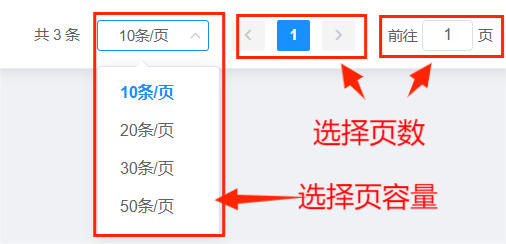 共 3 条 10条/页 1 前往 1 页
10条/页
20条/页
30条/页
50条/页
选择页数
选择页容量